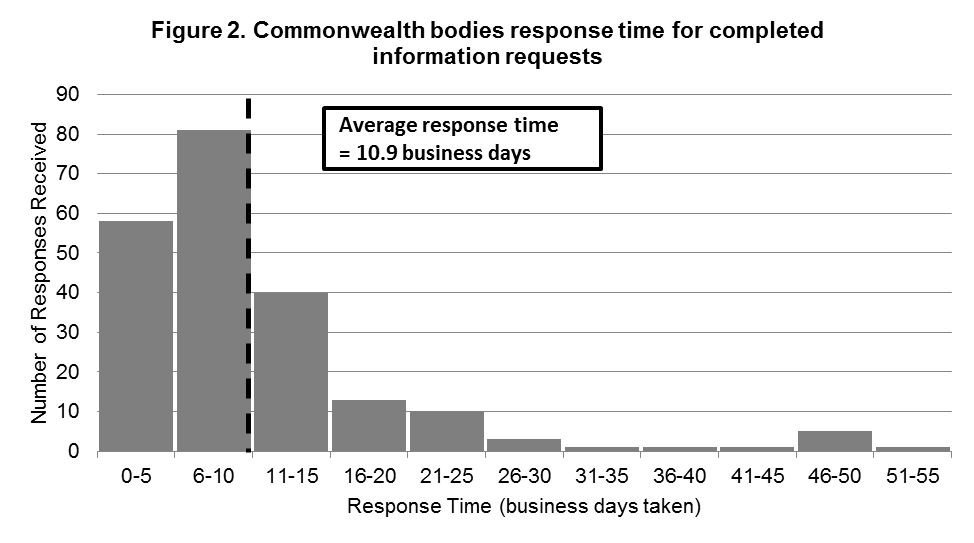 Figure 2. Commonwealth bodies response time for completed
information requests
Number of Responses Received
90
80
70
60
50
40
30
20
10
0
Average response time
= 10.9 business days
0-5 6-10 11-15 16-20 21-25 26-30 31-35 36-40 41-45 46-50 51-55
Response Time (business days taken)